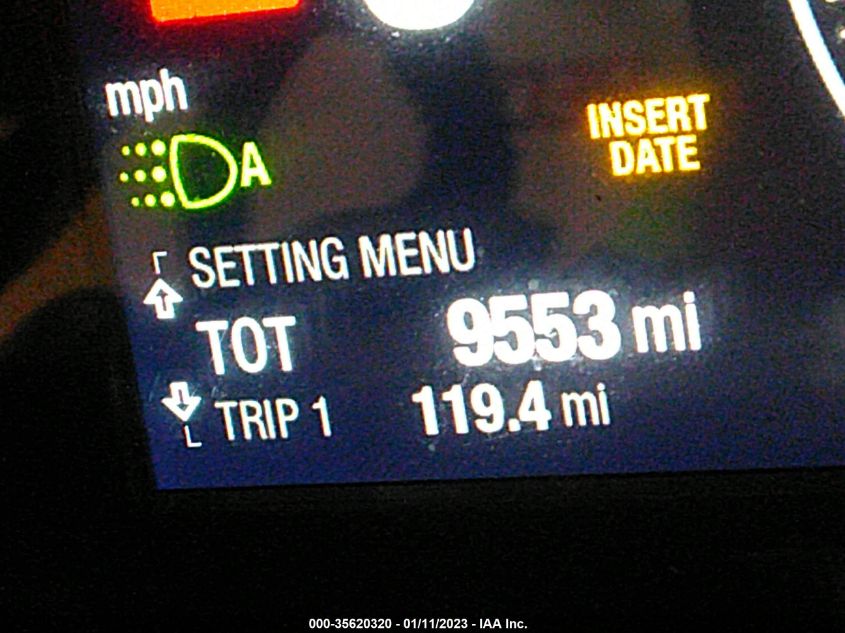 mph
A
INSERT
DATE
SETTING MENU
TOT 9553 mi
TRIP 1 119.4 mi
000-35620320 - 01/11/2023 - IAA Inc.